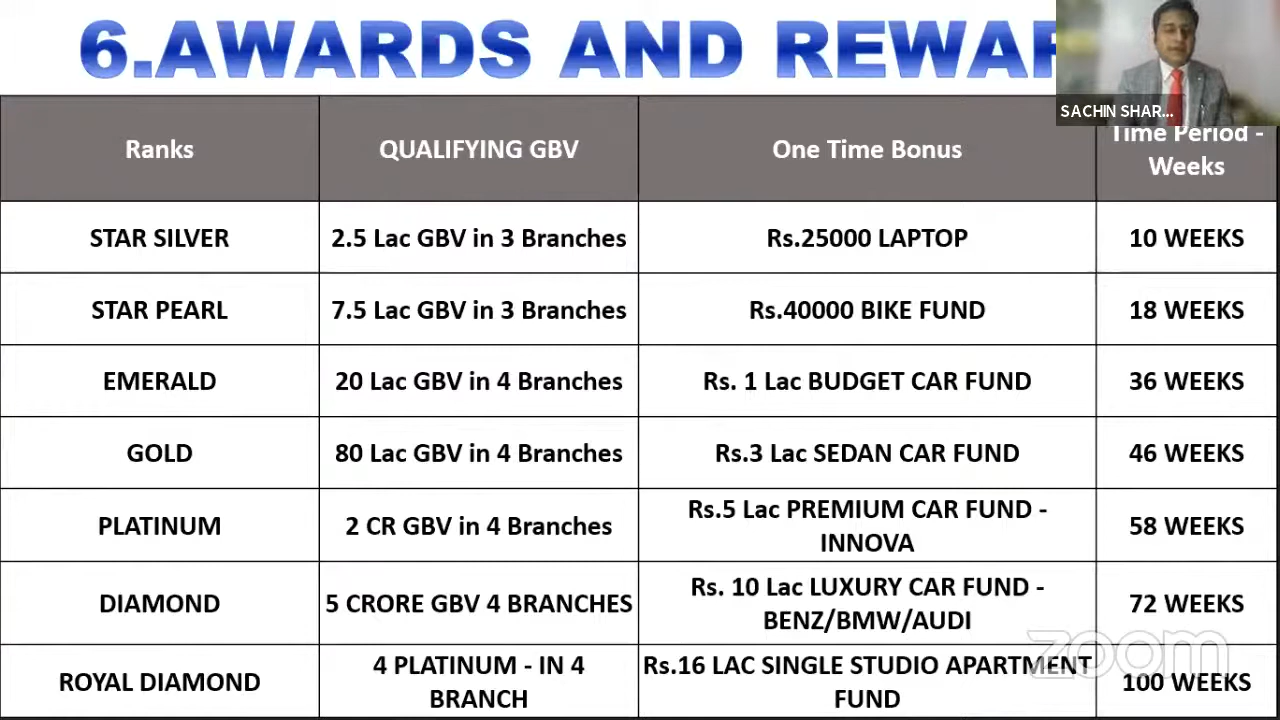 6.AWARDS AND REWAR
SACHIN SHAR...
Ranks
QUALIFYING GBV
One Time Bonus
Time Period -
Weeks
STAR SILVER
2.5 Lac GBV in 3 Branches
Rs.25000 LAPTOP
10 WEEKS
STAR PEARL
7.5 Lac GBV in 3 Branches
Rs.40000 BIKE FUND
18 WEEKS
EMERALD
20 Lac GBV in 4 Branches
Rs. 1 Lac BUDGET CAR FUND
36 WEEKS
GOLD
80 Lac GBV in 4 Branches
Rs.3 Lac SEDAN CAR FUND
46 WEEKS
PLATINUM
2 CR GBV in 4 Branches
Rs.5 Lac PREMIUM CAR FUND -
INNOVA
58 WEEKS
DIAMOND
5 CRORE GBV 4 BRANCHES
Rs. 10 Lac LUXURY CAR FUND -
BENZ/BMW/AUDI
72 WEEKS
ROYAL DIAMOND
4 PLATINUM - IN 4
BRANCH
Rs.16 LAC SINGLE STUDIO APARTMENT
FUND
100 WEEKS
zoom